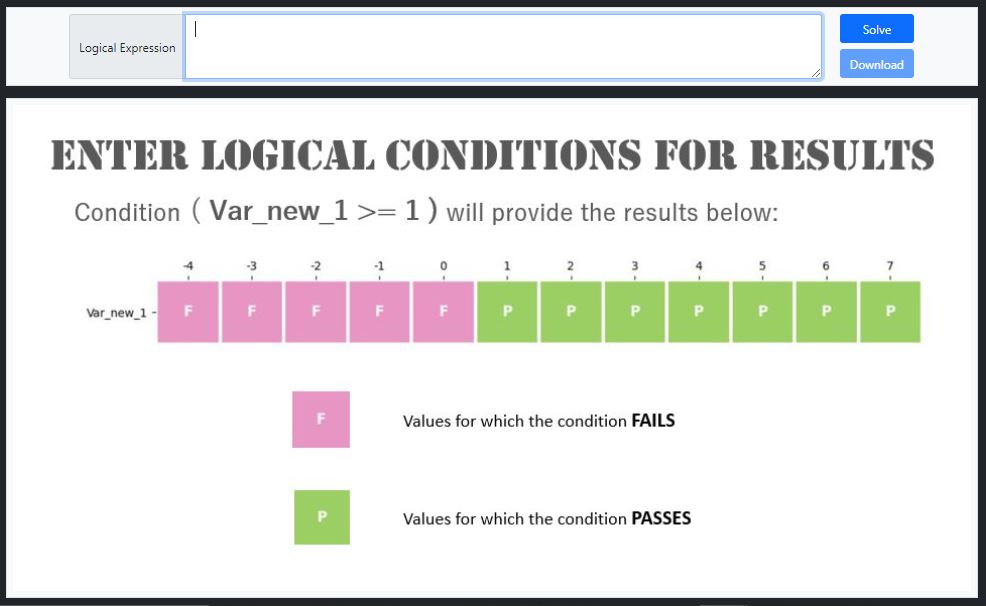 Logical Expression
Solve
Download
ENTER LOGICAL CONDITIONS FOR RESULTS
Condition ( Var_new_1 >= 1 ) will provide the results below:
-4 -3 -2 -1 0 1 2 3 4 5 6 7
Var_new_1 F F F F F P P P P P P P
F Values for which the condition FAILS
P Values for which the condition PASSES